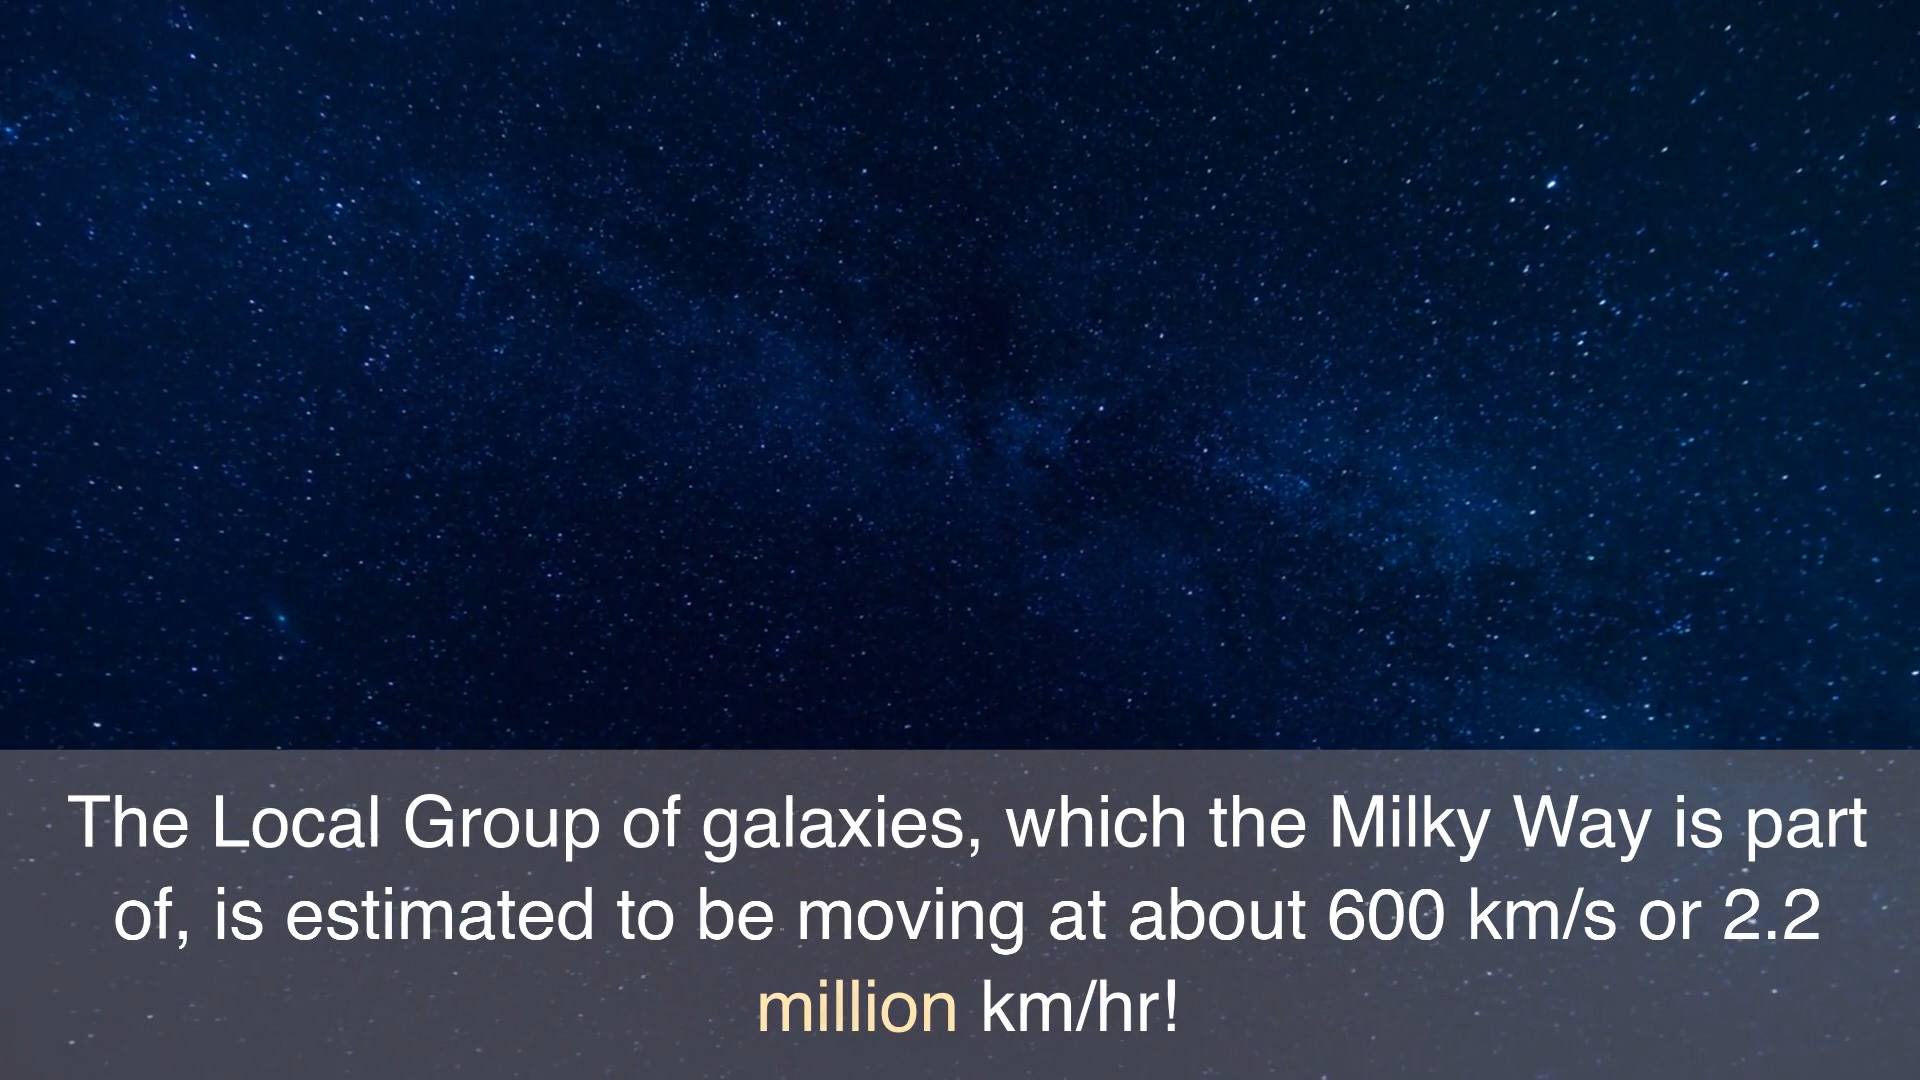 The Local Group of galaxies, which the Milky Way is part
of, is estimated to be moving at about 600 km/s or 2.2
million km/hr!